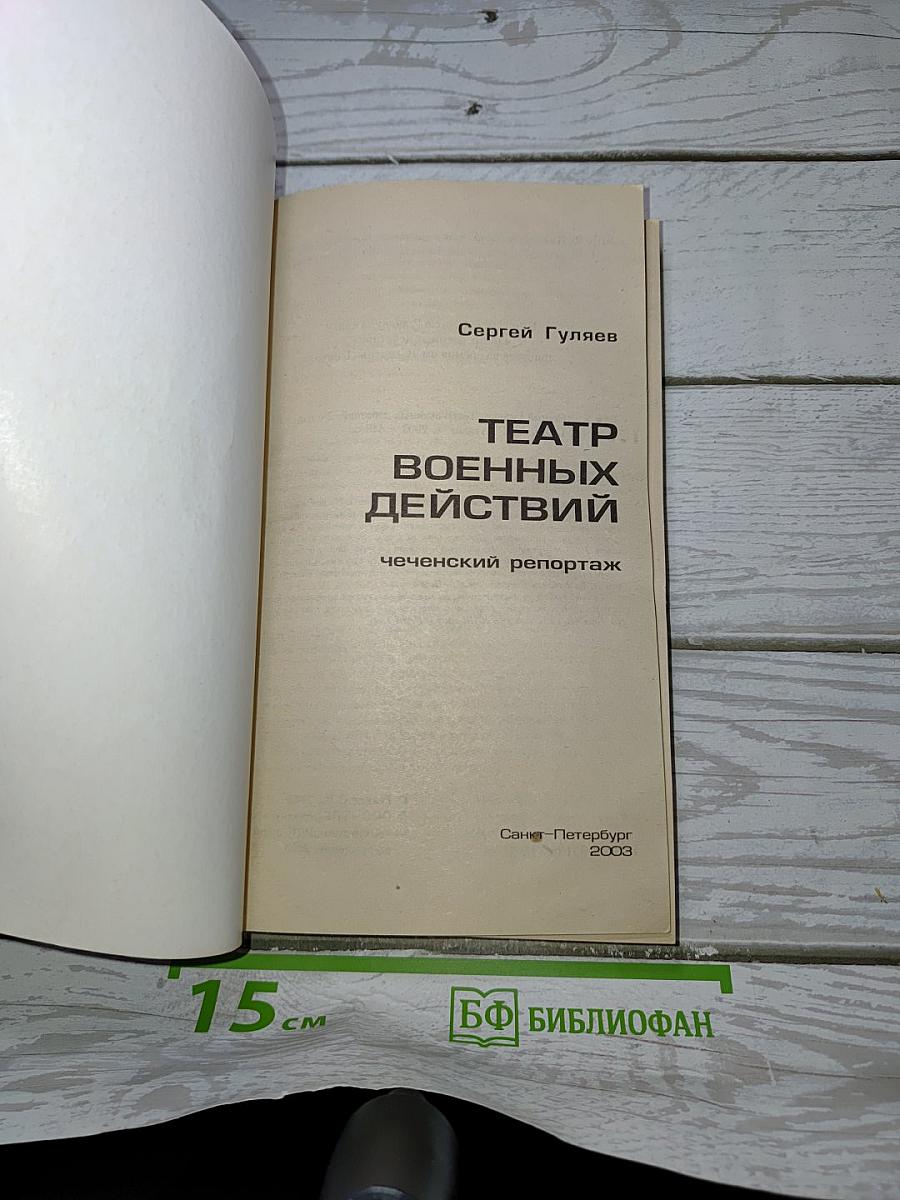 Сергей Гуляев
ТЕАТР
ВОЕННЫХ
ДЕЙСТВИЙ
чеченский репортаж
Санкт-Петербург
2003
15 см
БФ БИБЛИОФАН